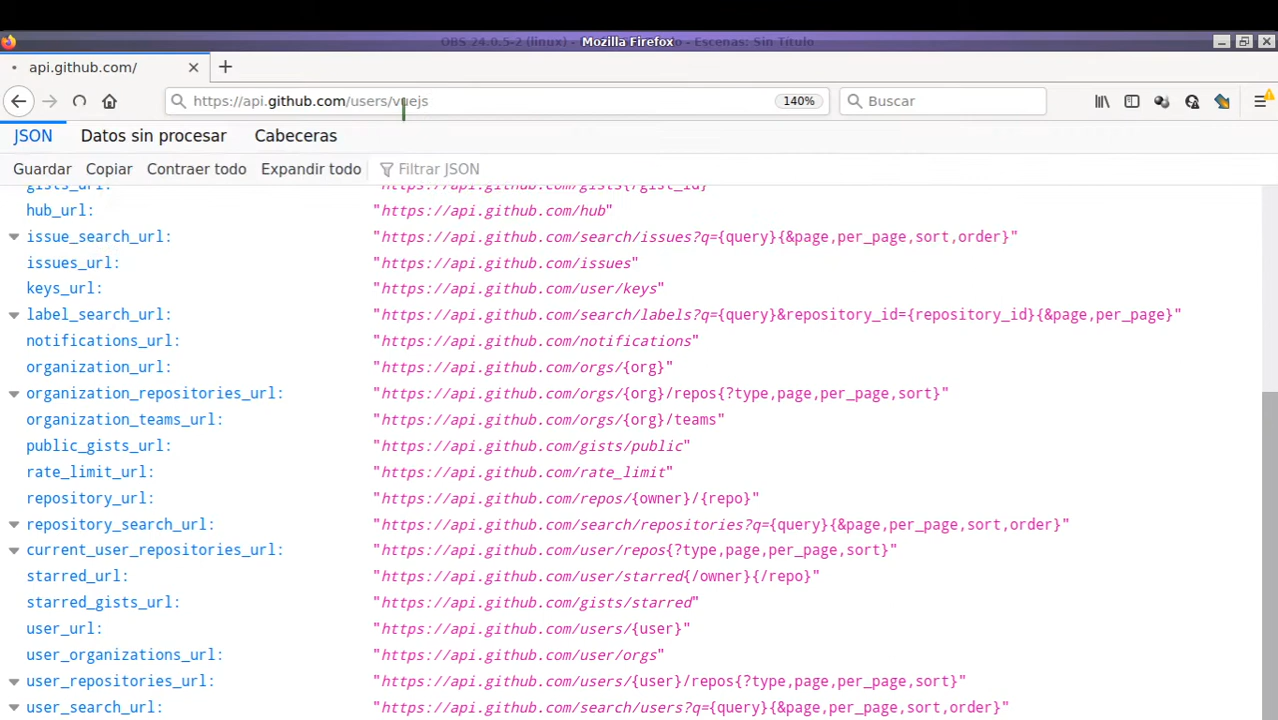 OBS 24.0.5-2 (linux) - Escenas: Sin Título
Mozilla Firefox
api.github.com/
https://api.github.com/users/vuejs 140% Buscar
JSON Datos sin procesar Cabeceras
Guardar Copiar Contraer todo Expandir todo Filtrar JSON
gists_url: "https://api.github.com/gists{/gist_id}"
hub_url: "https://api.github.com/hub"
issue_search_url: "https://api.github.com/search/issues?q={query}{&page,per_page,sort,order}"
issues_url: "https://api.github.com/issues"
keys_url: "https://api.github.com/user/keys"
label_search_url: "https://api.github.com/search/labels?q={query}&repository_id={repository_id}{&page,per_page}"
notifications_url: "https://api.github.com/notifications"
organization_url: "https://api.github.com/orgs/{org}"
organization_repositories_url: "https://api.github.com/orgs/{org}/repos{?type,page,per_page,sort}"
organization_teams_url: "https://api.github.com/orgs/{org}/teams"
public_gists_url: "https://api.github.com/gists/public"
rate_limit_url: "https://api.github.com/rate_limit"
repository_url: "https://api.github.com/repos/{owner}/{repo}"
repository_search_url: "https://api.github.com/search/repositories?q={query}{&page,per_page,sort,order}"
current_user_repositories_url: "https://api.github.com/user/repos{?type,page,per_page,sort}"
starred_url: "https://api.github.com/user/starred{/owner}{/repo}"
starred_gists_url: "https://api.github.com/gists/starred"
user_url: "https://api.github.com/users/{user}"
user_organizations_url: "https://api.github.com/user/orgs"
user_repositories_url: "https://api.github.com/users/{user}/repos{?type,page,per_page,sort}"
user_search_url: "https://api.github.com/search/users?q={query}{&page,per_page,sort,order}"